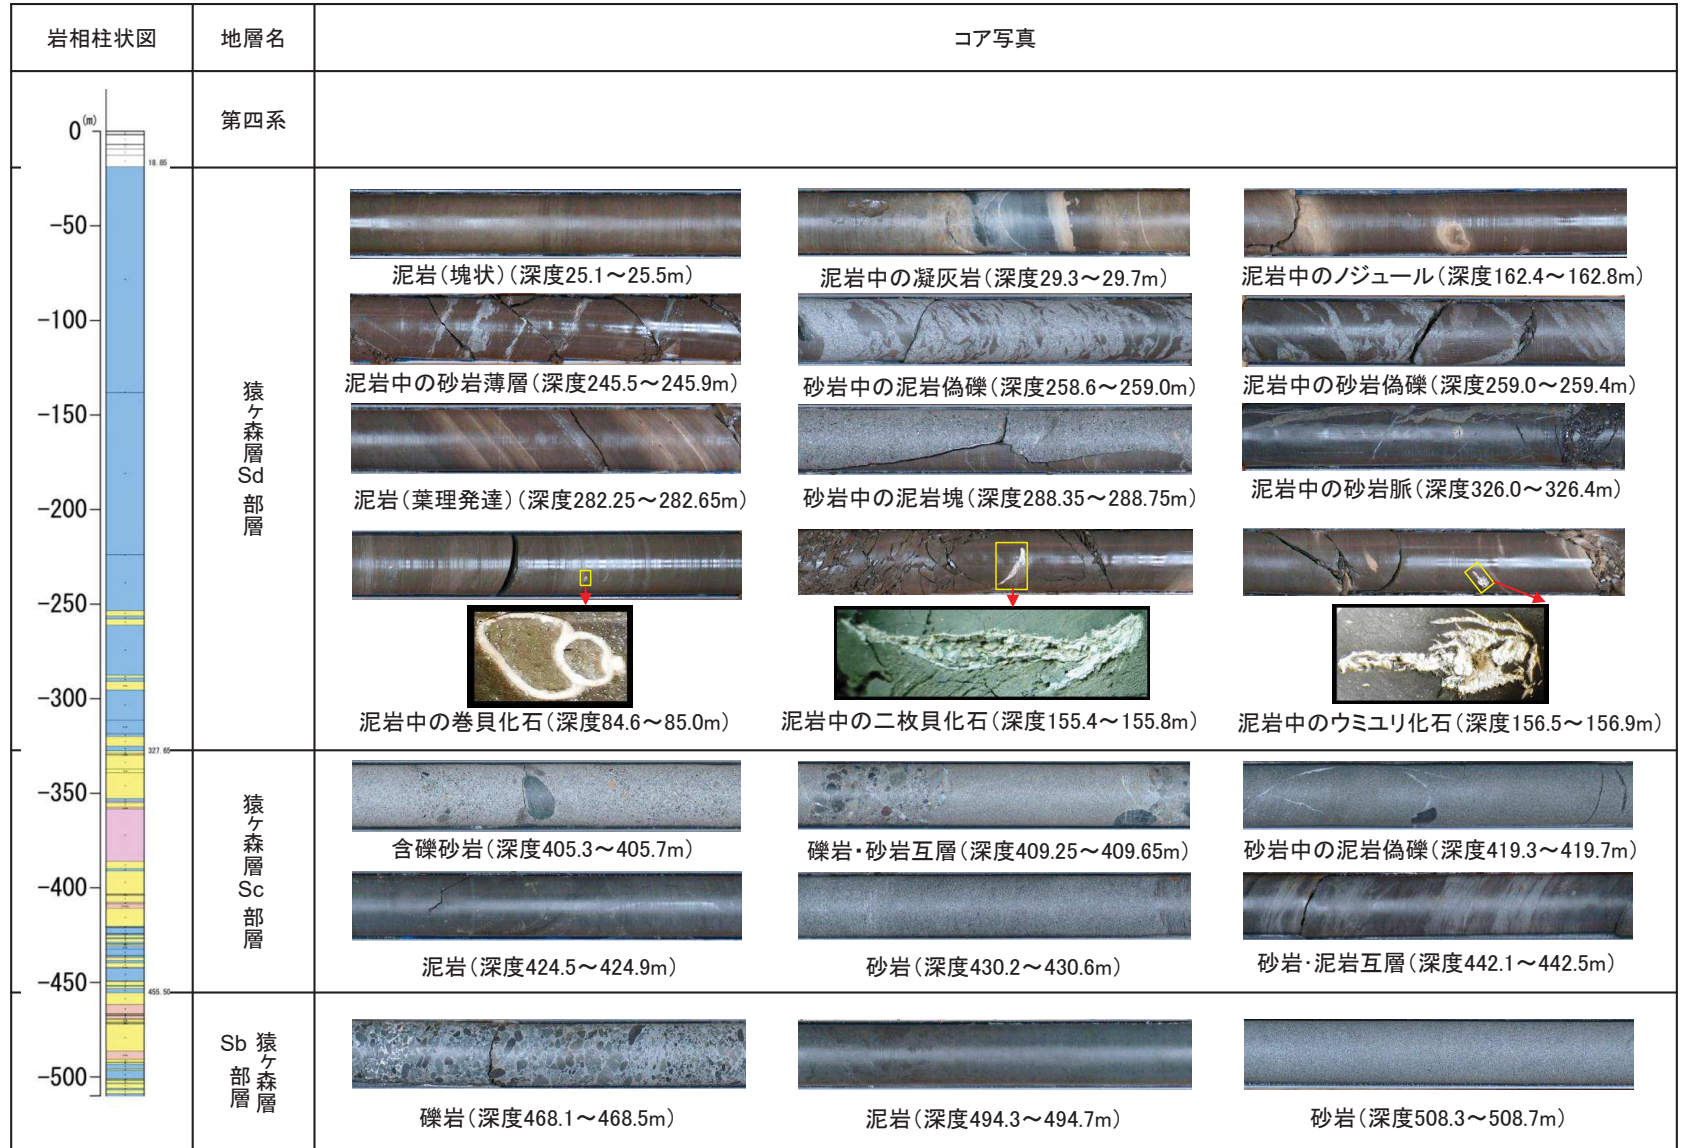 岩相柱状図
地層名
コア写真
第四系
0(m)
18.85
-50
-100
-150
-200
-250
-300
327.65
-350
-400
-450
455.50
-500
猿ヶ森層Sd部層
泥岩(塊状)(深度25.1～25.5m)
泥岩中の凝灰岩(深度29.3～29.7m)
泥岩中のノジュール(深度162.4～162.8m)
泥岩中の砂岩薄層(深度245.5～245.9m)
砂岩中の泥岩偽礫(深度258.6～259.0m)
泥岩中の砂岩偽礫(深度259.0～259.4m)
泥岩(葉理発達)(深度282.25～282.65m)
砂岩中の泥岩塊(深度288.35～288.75m)
泥岩中の砂岩脈(深度326.0～326.4m)
泥岩中の巻貝化石(深度84.6～85.0m)
泥岩中の二枚貝化石(深度155.4～155.8m)
泥岩中のウミユリ化石(深度156.5～156.9m)
猿ヶ森層Sc部層
含礫砂岩(深度405.3～405.7m)
礫岩・砂岩互層(深度409.25～409.65m)
砂岩中の泥岩偽礫(深度419.3～419.7m)
泥岩(深度424.5～424.9m)
砂岩(深度430.2～430.6m)
砂岩・泥岩互層(深度442.1～442.5m)
猿ヶ森層
Sb部層
礫岩(深度468.1～468.5m)
泥岩(深度494.3～494.7m)
砂岩(深度508.3～508.7m)